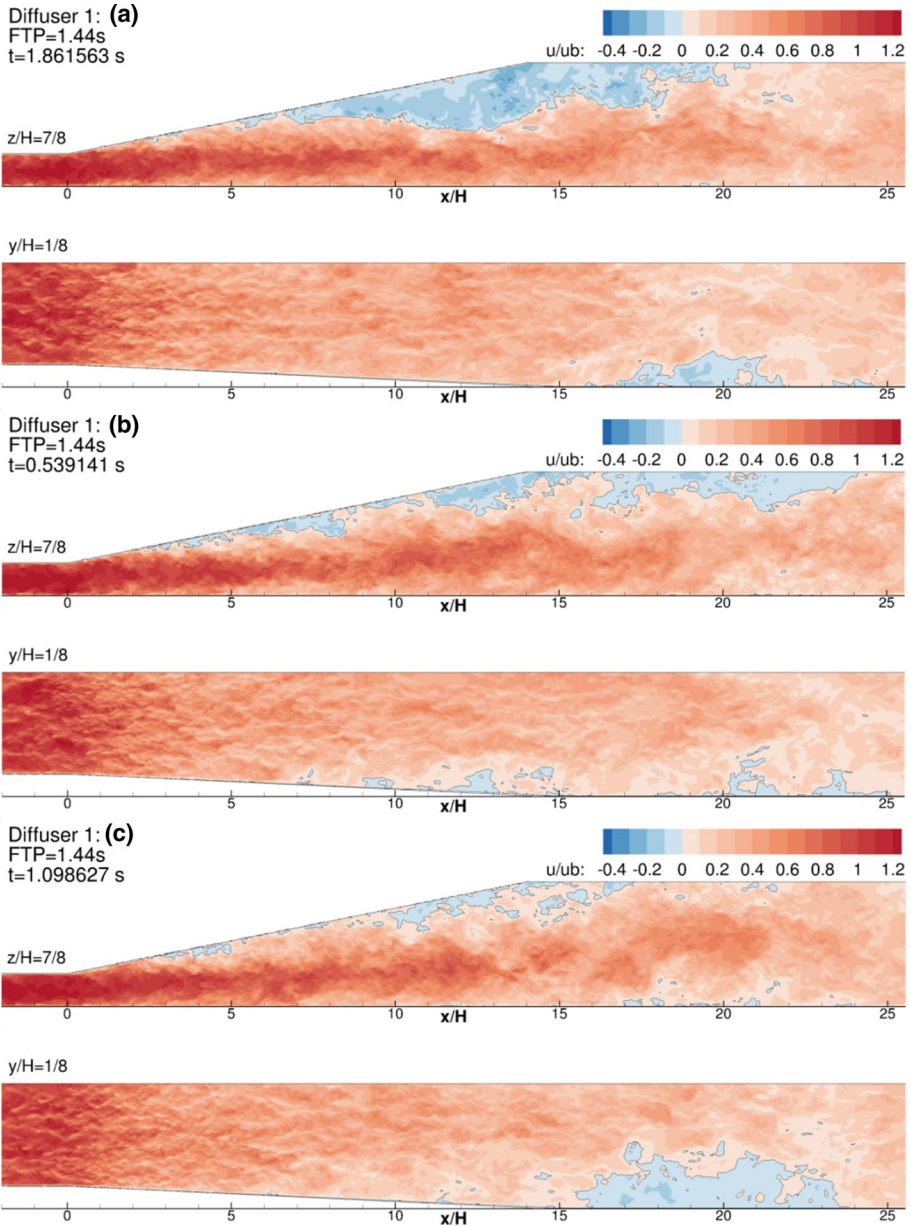 Diffuser 1: (a)
FTP=1.44s
t=1.861563 s
u/ub: -0.4 -0.2 0 0.2 0.4 0.6 0.8 1 1.2
z/H=7/8
0 5 10 15 20 25
x/H
y/H=1/8
0 5 10 15 20 25
x/H
Diffuser 1: (b)
FTP=1.44s
t=0.539141 s
u/ub: -0.4 -0.2 0 0.2 0.4 0.6 0.8 1 1.2
z/H=7/8
0 5 10 15 20 25
x/H
y/H=1/8
0 5 10 15 20 25
x/H
Diffuser 1: (c)
FTP=1.44s
t=1.098627 s
u/ub: -0.4 -0.2 0 0.2 0.4 0.6 0.8 1 1.2
z/H=7/8
0 5 10 15 20 25
x/H
y/H=1/8
0 5 10 15 20 25
x/H